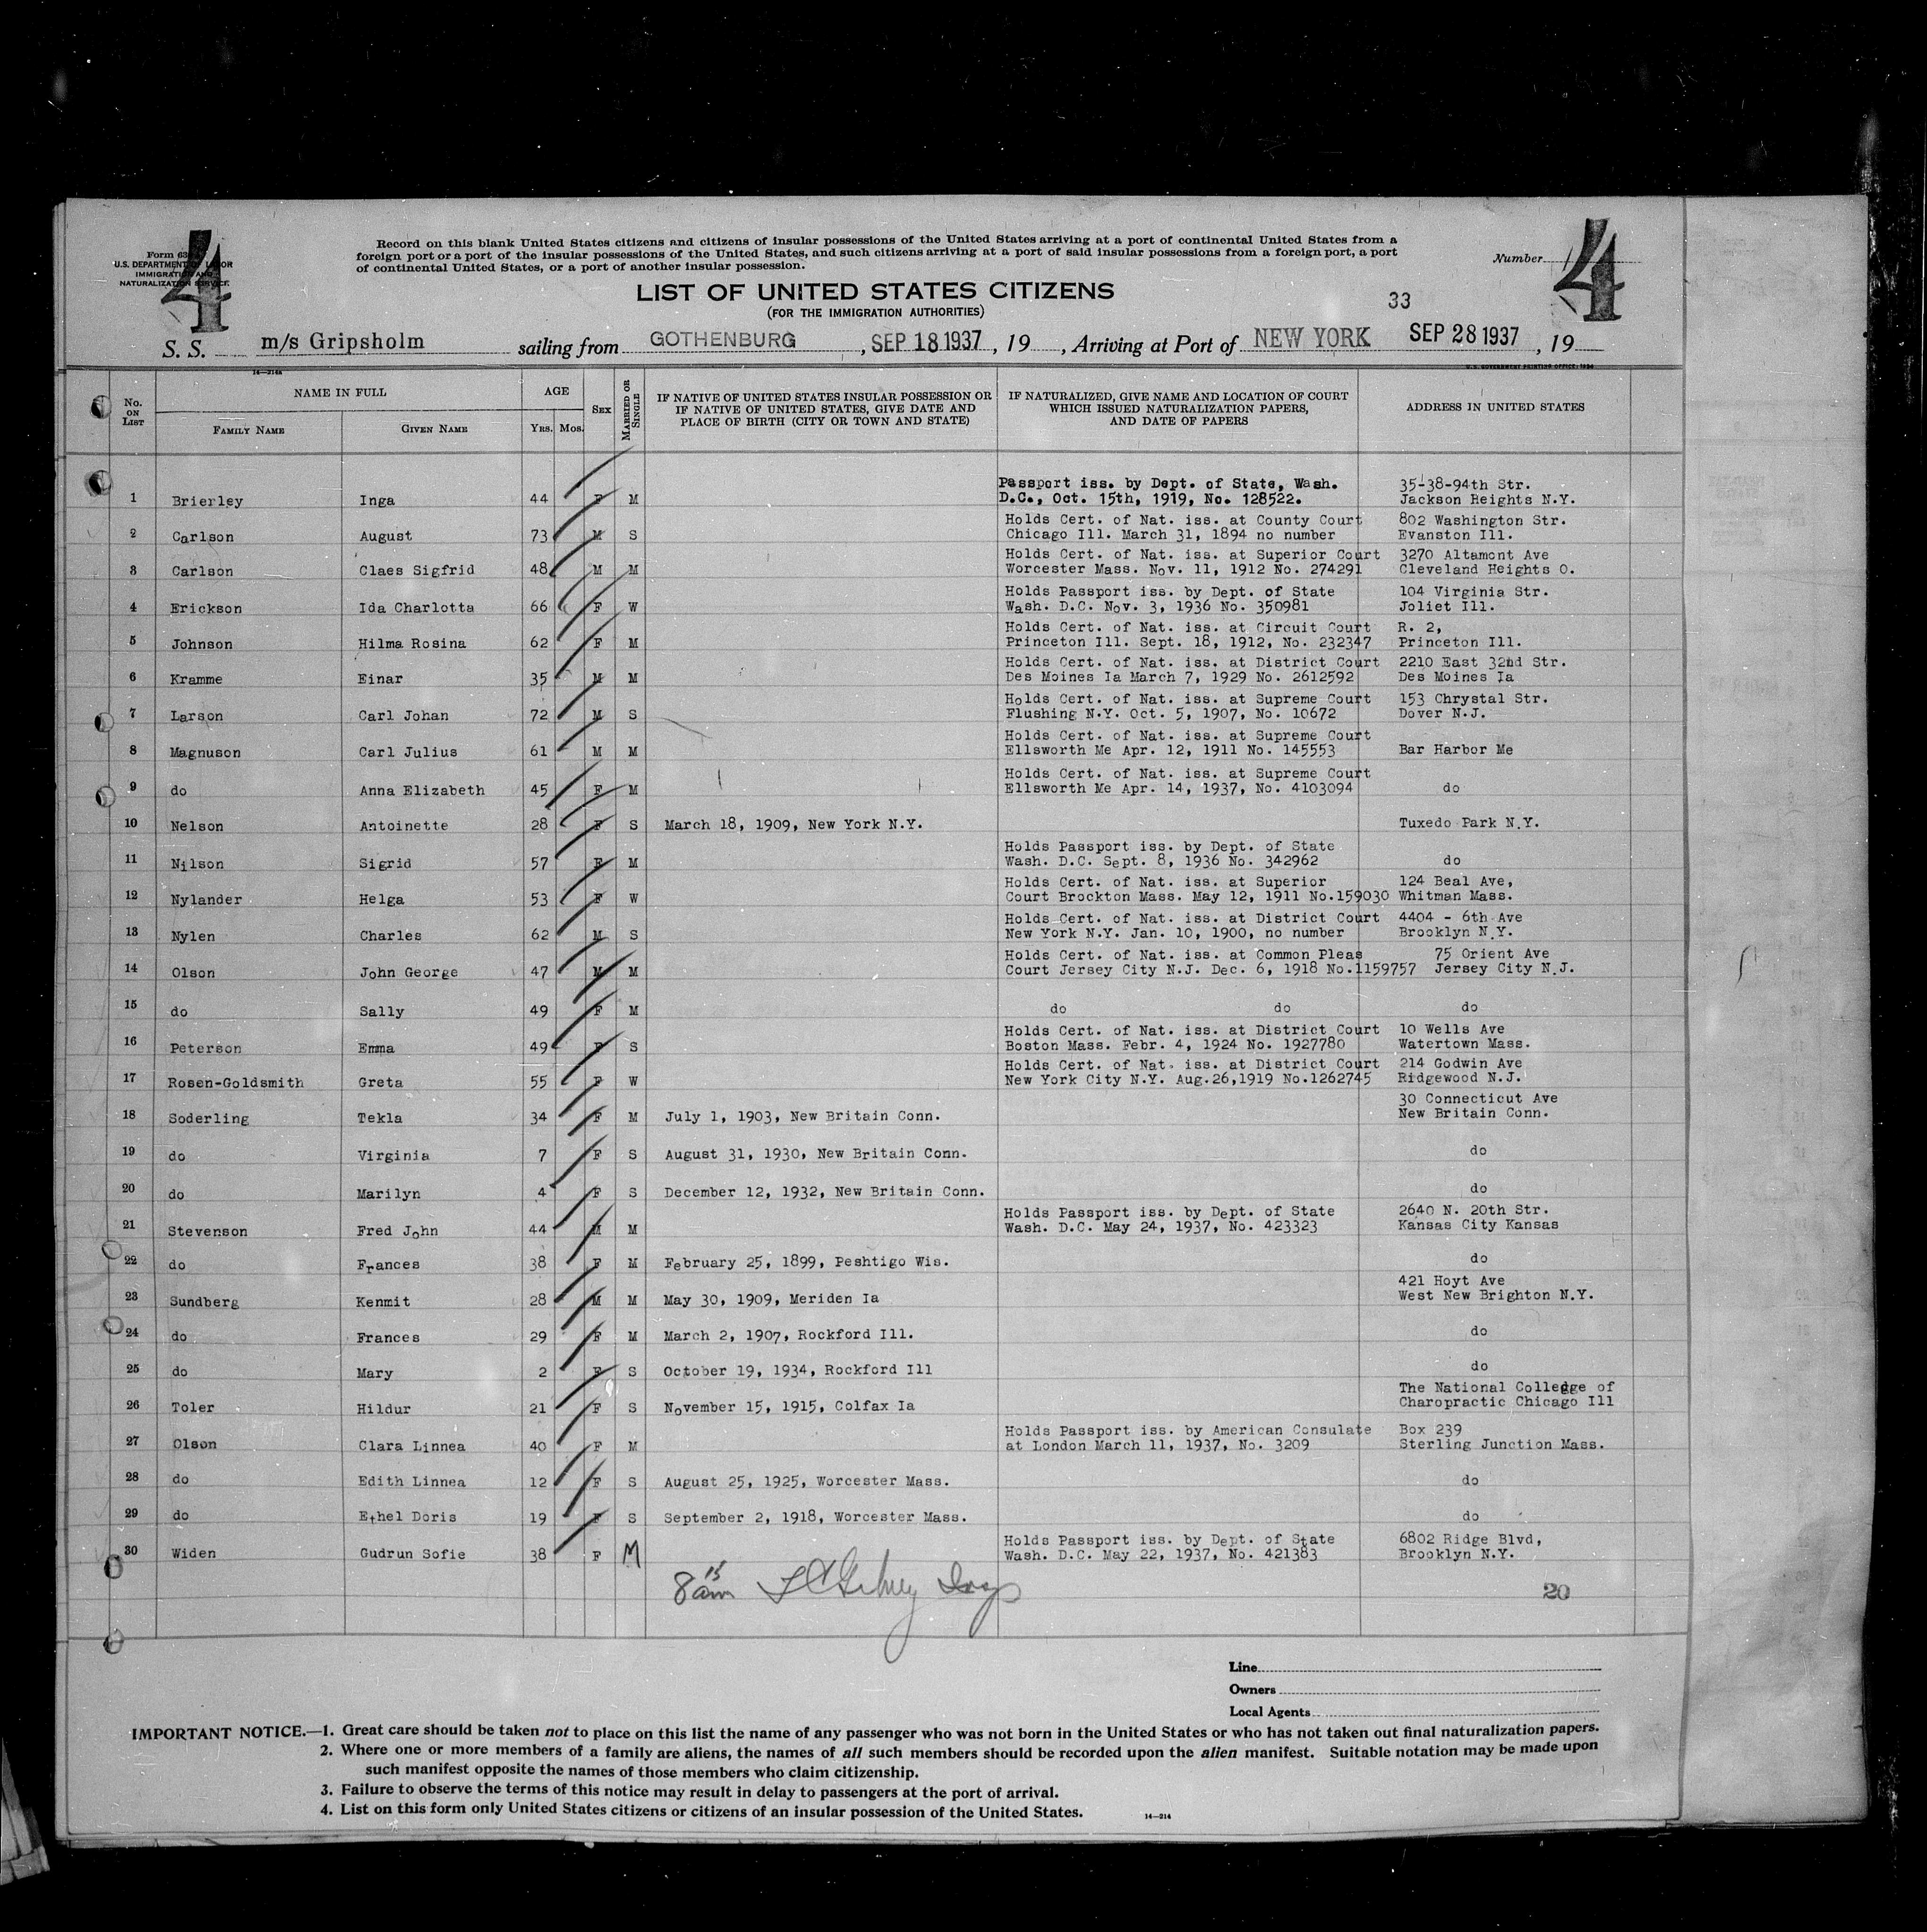 4
4
Form 630
U.S. DEPARTMENT OF LABOR
IMMIGRATION AND
NATURALIZATION SERVICE
Record on this blank United States citizens and citizens of insular possessions of the United States arriving at a port of continental United States from a
foreign port or a port of the insular possessions of the United States, and such citizens arriving at a port of said insular possessions from a foreign port, a port
of continental United States, or a port of another insular possession.
Number
LIST OF UNITED STATES CITIZENS
(FOR THE IMMIGRATION AUTHORITIES)
33
S. S. m/s Gripsholm sailing from GOTHENBURG, SEP 18 1937, 19 , Arriving at Port of NEW YORK SEP 28 1937, 19
14—214A
U.S. GOVERNMENT PRINTING OFFICE: 1934
No. ON LIST NAME IN FULL FAMILY NAME GIVEN NAME AGE YRS. MOS. SEX MARRIED OR SINGLE
IF NATIVE OF UNITED STATES INSULAR POSSESSION OR IF NATIVE OF UNITED STATES, GIVE DATE AND PLACE OF BIRTH (CITY OR TOWN AND STATE)
IF NATURALIZED, GIVE NAME AND LOCATION OF COURT WHICH ISSUED NATURALIZATION PAPERS, AND DATE OF PAPERS
ADDRESS IN UNITED STATES
Passport iss. by Dept. of State, Wash. 35-38-94th Str.
1 Brierley Inga 44 F M D.C., Oct. 15th, 1919, No. 128522. Jackson Heights N.Y.
Holds Cert. of Nat. iss. at County Court 802 Washington Str.
2 Carlson August 73 M S Chicago Ill. March 31, 1894 no number Evanston Ill.
Holds Cert. of Nat. iss. at Superior Court 3270 Altamont Ave
3 Carlson Claes Sigfrid 48 M M Worcester Mass. Nov. 11, 1912 No. 274291 Cleveland Heights O.
Holds Passport iss. by Dept. of State 104 Virginia Str.
4 Erickson Ida Charlotta 66 F W Wash. D.C. Nov. 3, 1936 No. 350981 Joliet Ill.
Holds Cert. of Nat. iss. at Circuit Court R. 2,
5 Johnson Hilma Rosina 62 F M Princeton Ill. Sept. 18, 1912, No. 232347 Princeton Ill.
Holds Cert. of Nat. iss. at District Court 2210 East 32nd Str.
6 Kramme Einar 35 M M Des Moines Ia March 7, 1929 No. 2612592 Des Moines Ia
Holds Cert. of Nat. iss. at Supreme Court 153 Chrystal Str.
7 Larson Carl Johan 72 M S Flushing N.Y. Oct. 5, 1907, No. 10672 Dover N.J.
Holds Cert. of Nat. iss. at Supreme Court
8 Magnuson Carl Julius 61 M M Ellsworth Me Apr. 12, 1911 No. 145553 Bar Harbor Me
Holds Cert. of Nat. iss. at Supreme Court
9 do Anna Elizabeth 45 F M Ellsworth Me Apr. 14, 1937, No. 4103094 do
10 Nelson Antoinette 28 F S March 18, 1909, New York N.Y. Tuxedo Park N.Y.
Holds Passport iss. by Dept. of State
11 Nilson Sigrid 57 F M Wash. D.C. Sept. 8, 1936 No. 342962 do
Holds Cert. of Nat. iss. at Superior 124 Beal Ave,
12 Nylander Helga 53 F W Court Brockton Mass. May 12, 1911 No.159030 Whitman Mass.
Holds Cert. of Nat. iss. at District Court 4404 - 6th Ave
13 Nylen Charles 62 M S New York N.Y. Jan. 10, 1900, no number Brooklyn N.Y.
Holds Cert. of Nat. iss. at Common Pleas 75 Orient Ave
14 Olson John George 47 M M Court Jersey City N.J. Dec. 6, 1918 No.1159757 Jersey City N.J.
15 do Sally 49 F M do do do
Holds Cert. of Nat. iss. at District Court 10 Wells Ave
16 Peterson Emma 49 F S Boston Mass. Febr. 4, 1924 No. 1927780 Watertown Mass.
Holds Cert. of Nat. iss. at District Court 214 Godwin Ave
17 Rosen-Goldsmith Greta 55 F W New York City N.Y. Aug.26,1919 No.1262745 Ridgewood N.J.
30 Connecticut Ave
18 Soderling Tekla 34 F M July 1, 1903, New Britain Conn. New Britain Conn.
19 do Virginia 7 F S August 31, 1930, New Britain Conn. do
20 do Marilyn 4 F S December 12, 1932, New Britain Conn. do
Holds Passport iss. by Dept. of State 2640 N. 20th Str.
21 Stevenson Fred John 44 M M Wash. D.C. May 24, 1937, No. 423323 Kansas City Kansas
22 do Frances 38 F M February 25, 1899, Peshtigo Wis. do
421 Hoyt Ave
23 Sundberg Kenmit 28 M M May 30, 1909, Meriden Ia West New Brighton N.Y.
24 do Frances 29 F M March 2, 1907, Rockford Ill. do
25 do Mary 2 F S October 19, 1934, Rockford Ill do
The National Colledge of
26 Toler Hildur 21 F S November 15, 1915, Colfax Ia Charopractic Chicago Ill
Holds Passport iss. by American Consulate Box 239
27 Olson Clara Linnea 40 F M at London March 11, 1937, No. 3209 Sterling Junction Mass.
28 do Edith Linnea 12 F S August 25, 1925, Worcester Mass. do
29 do Ethel Doris 19 F S September 2, 1918, Worcester Mass. do
Holds Passport iss. by Dept. of State 6802 Ridge Blvd,
30 Widen Gudrun Sofie 38 F M Wash. D.C. May 22, 1937, No. 421383 Brooklyn N.Y.
8 15 am
20
Line
Owners
Local Agents
IMPORTANT NOTICE.—1. Great care should be taken not to place on this list the name of any passenger who was not born in the United States or who has not taken out final naturalization papers.
2. Where one or more members of a family are aliens, the names of all such members should be recorded upon the alien manifest. Suitable notation may be made upon
such manifest opposite the names of those members who claim citizenship.
3. Failure to observe the terms of this notice may result in delay to passengers at the port of arrival.
4. List on this form only United States citizens or citizens of an insular possession of the United States.
14—214